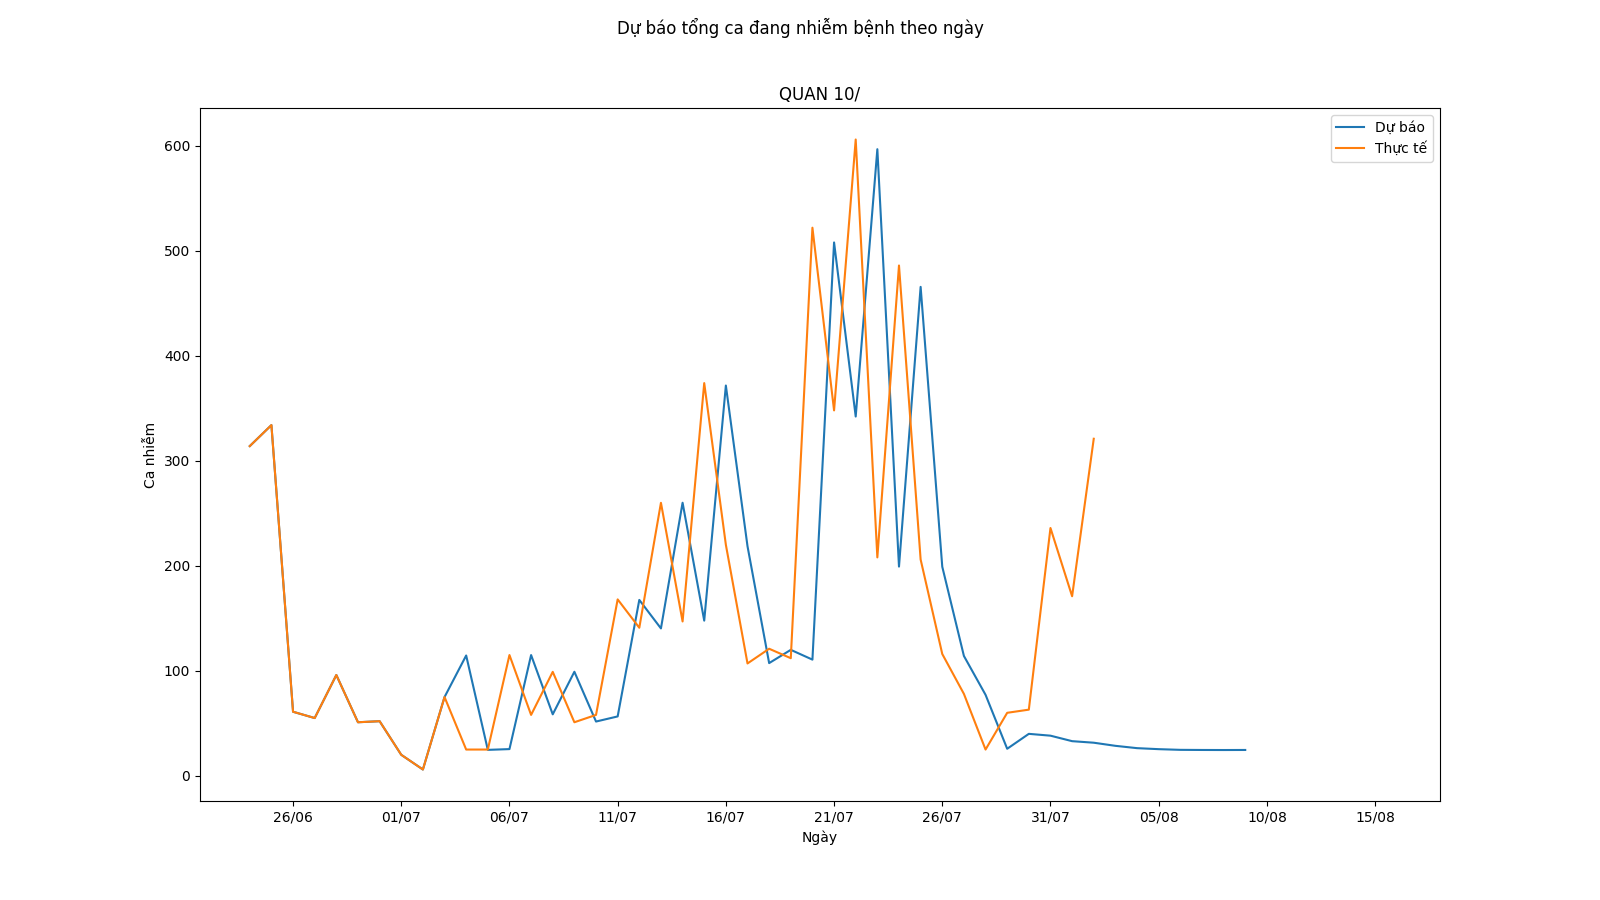 Dự báo tổng ca đang nhiễm bệnh theo ngày
QUAN 10/
Dự báo
Thực tế
600
500
400
300
200
100
0
Ca nhiễm
26/06 01/07 06/07 11/07 16/07 21/07 26/07 31/07 05/08 10/08 15/08
Ngày